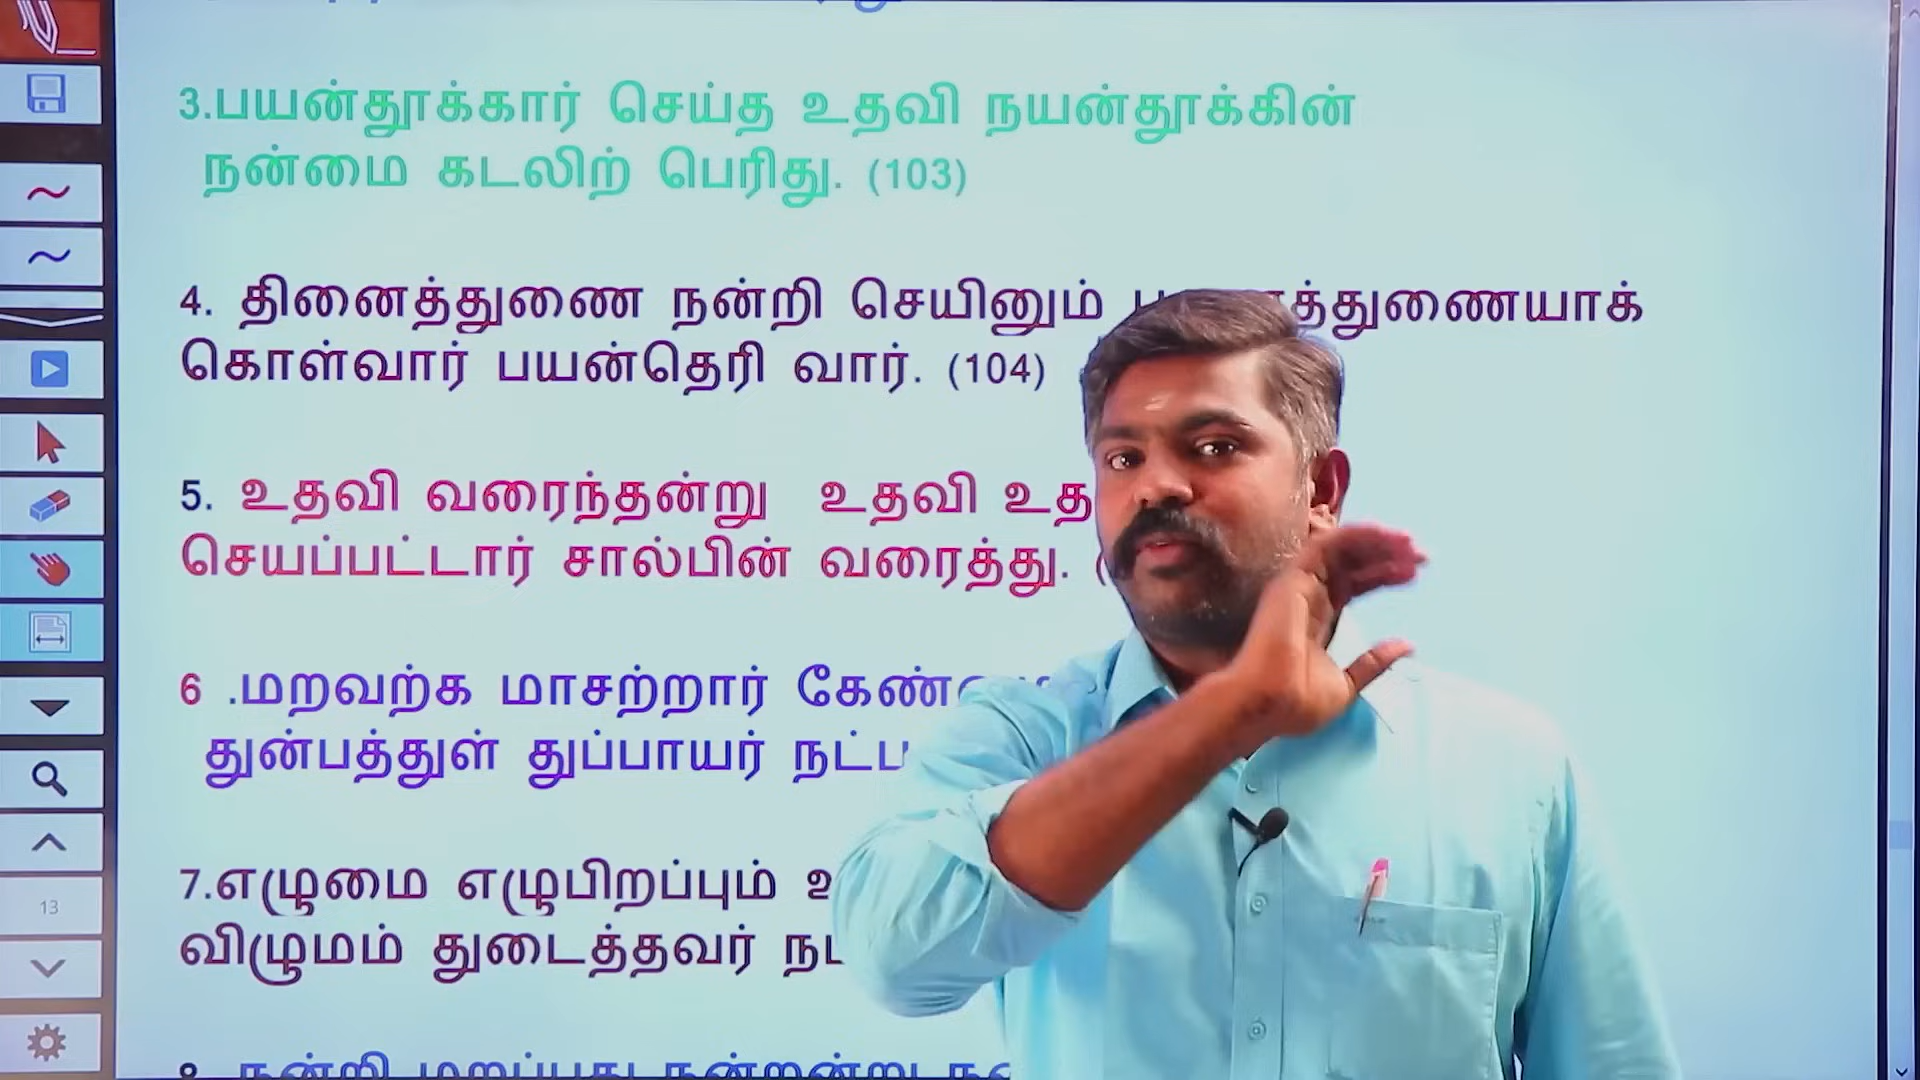 3.பயன்தூக்கார் செய்த உதவி நயன்தூக்கின்
நன்மை கடலிற் பெரிது. (103)
4. தினைத்துணை நன்றி செயினும்
கொள்வார் பயன்தெரி வார். (104)
5. உதவி வரைந்தன்று உதவி
செயப்பட்டார் சால்பின் வரைத்து.
6 .மறவற்க மாசற்றார்
துன்பத்துள் துப்பாயர்
7.எழுமை எழுபிறப்பும்
விழுமம் துடைத்தவர்
13